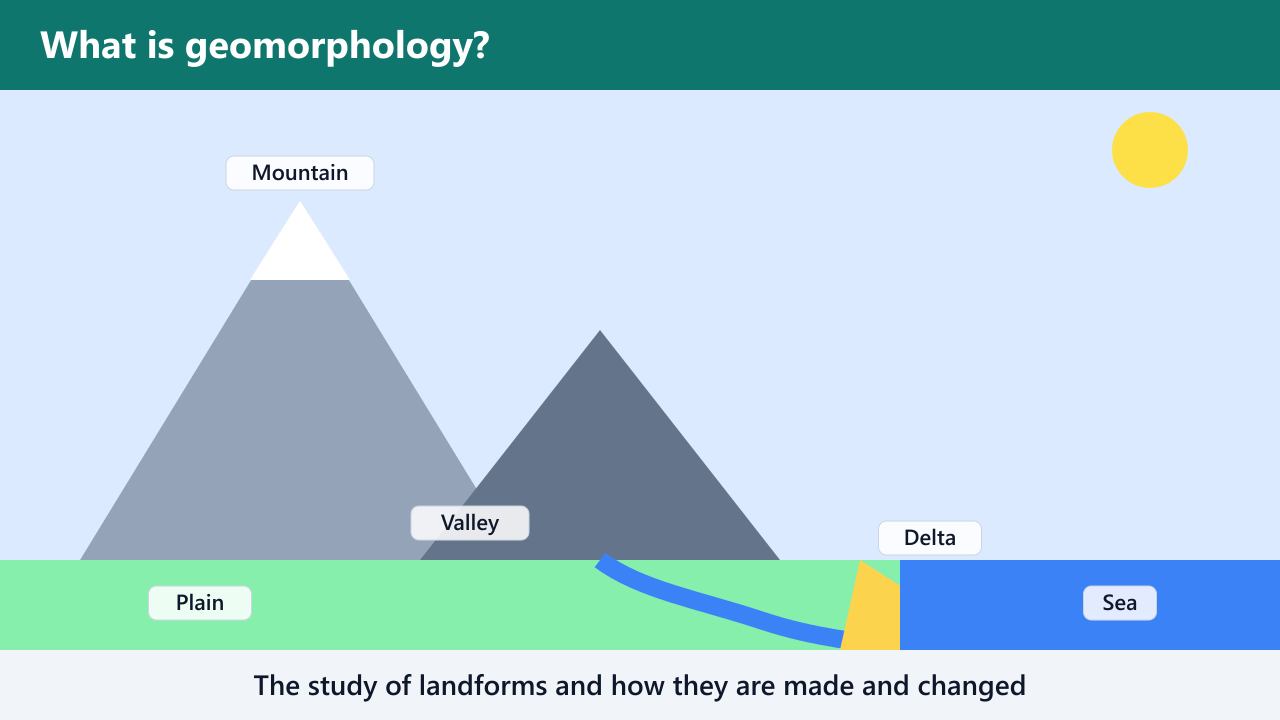 What is geomorphology?
Mountain
Valley
Delta
Plain
Sea
The study of landforms and how they are made and changed